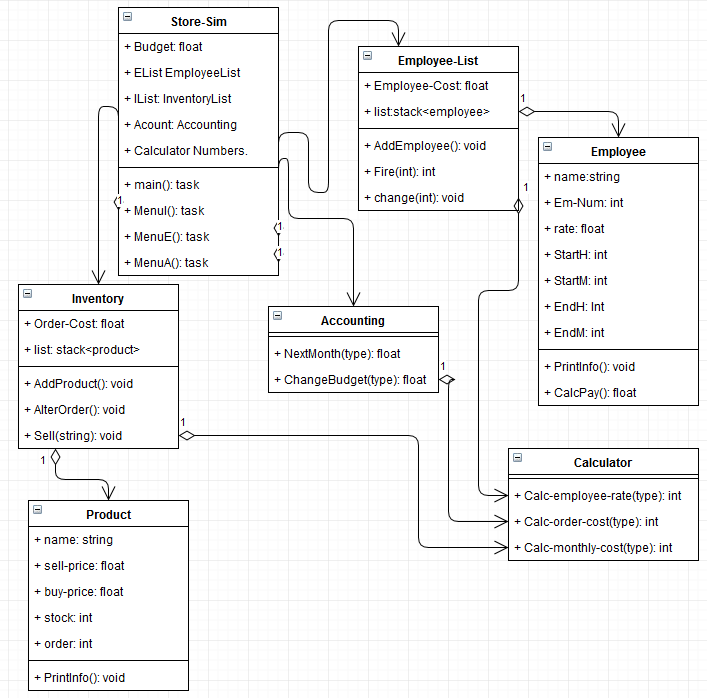 Store-Sim
+ Budget: float
+ EList EmployeeList
+ IList: InventoryList
+ Acount: Accounting
+ Calculator Numbers.
+ main(): task
+ MenuI(): task
+ MenuE(): task
+ MenuA(): task
1
1
1
Employee-List
+ Employee-Cost: float
+ list:stack<employee>
+ AddEmployee(): void
+ Fire(int): int
+ change(int): void
1
1
Employee
+ name:string
+ Em-Num: int
+ rate: float
+ StartH: int
+ StartM: int
+ EndH: Int
+ EndM: int
+ PrintInfo(): void
+ CalcPay(): float
Inventory
+ Order-Cost: float
+ list: stack<product>
+ AddProduct(): void
+ AlterOrder(): void
+ Sell(string): void
1
1
Accounting
+ NextMonth(type): float
+ ChangeBudget(type): float
1
Calculator
+ Calc-employee-rate(type): int
+ Calc-order-cost(type): int
+ Calc-monthly-cost(type): int
Product
+ name: string
+ sell-price: float
+ buy-price: float
+ stock: int
+ order: int
+ PrintInfo(): void